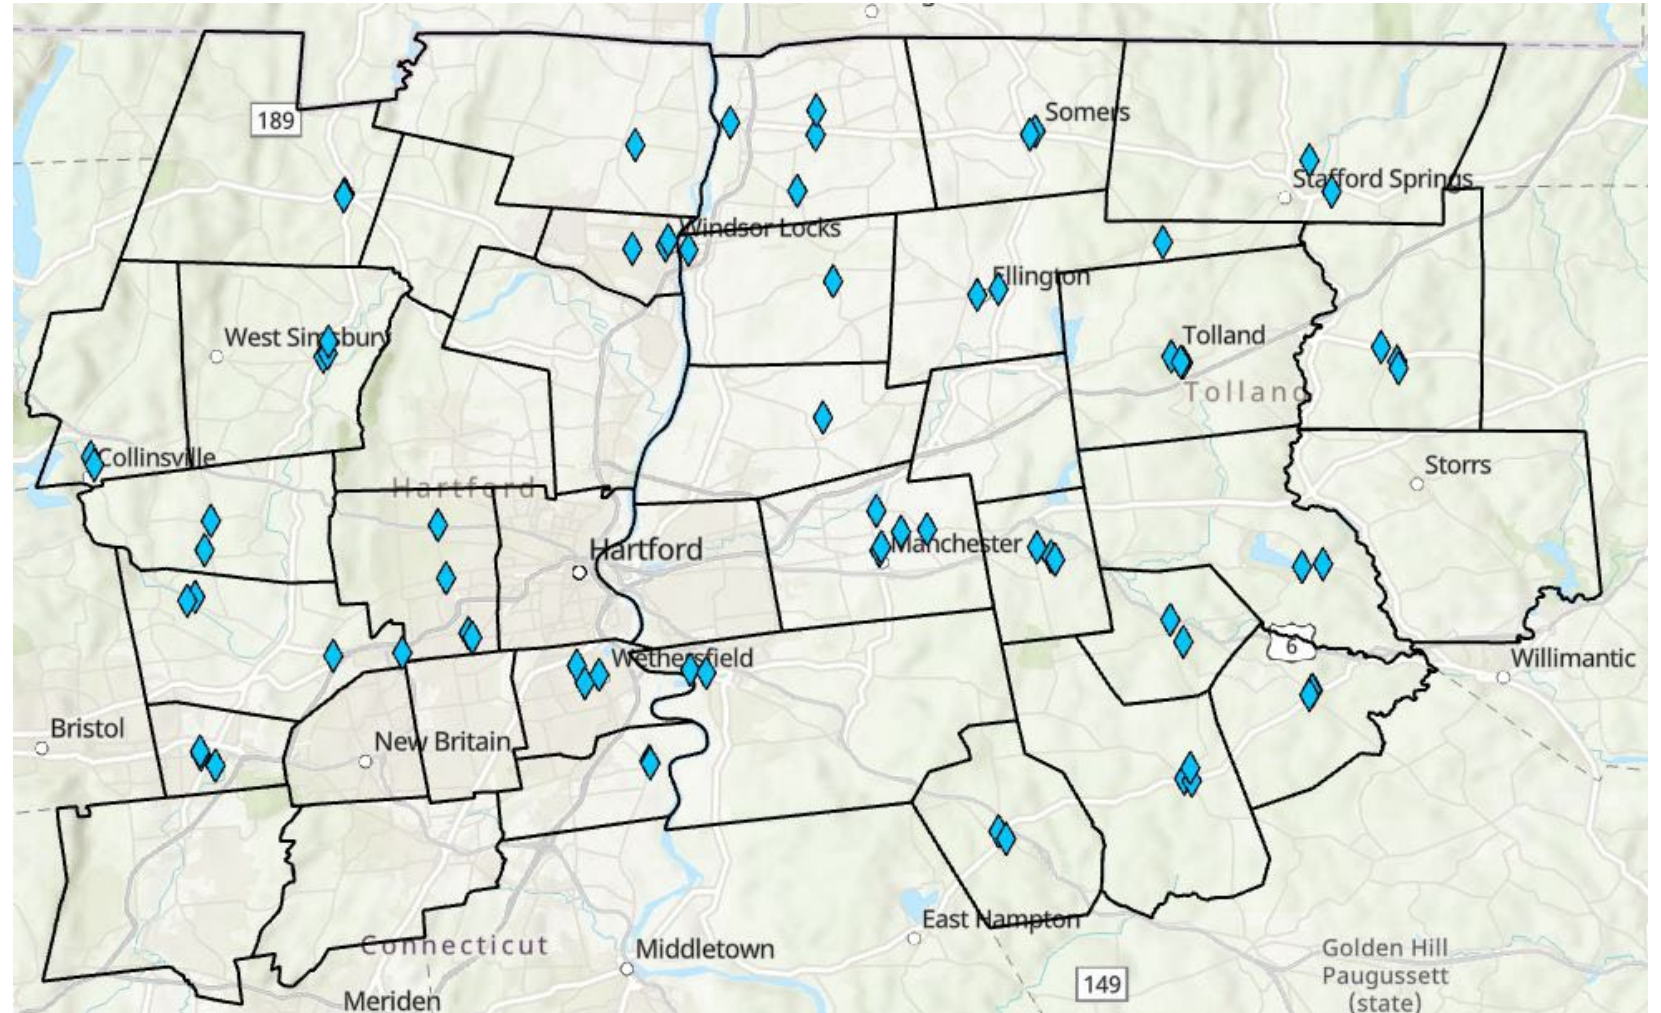 Somers
189
Stafford Springs
Windsor Locks
Ellington
West Simsbury
Tolland
Tolland
Collinsville
Storrs
Hartford
Manchester
Hartford
6
Wethersfield
Willimantic
Bristol
New Britain
East Hampton
Connecticut
Middletown
Golden Hill
Paugussett
(state)
149
Meriden